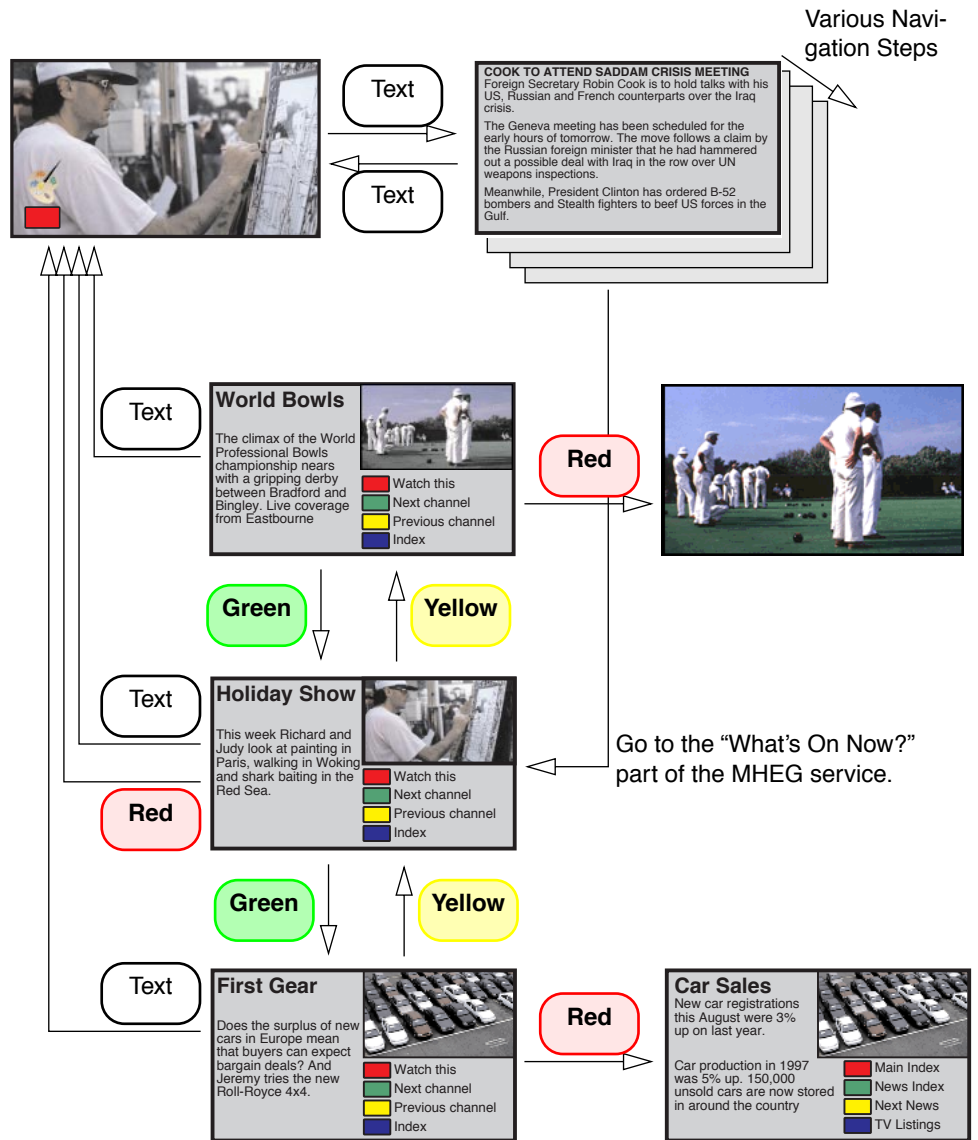 Various Navi-
gation Steps
Text
Text
COOK TO ATTEND SADDAM CRISIS MEETING
Foreign Secretary Robin Cook is to hold talks with his
US, Russian and French counterparts over the Iraq
crisis.
The Geneva meeting has been scheduled for the
early hours of tomorrow. The move follows a claim by
the Russian foreign minister that he had hammered
out a possible deal with Iraq in the row over UN
weapons inspections.
Meanwhile, President Clinton has ordered B-52
bombers and Stealth fighters to beef US forces in the
Gulf.
Text
World Bowls
The climax of the World
Professional Bowls
championship nears
with a gripping derby
between Bradford and
Bingley. Live coverage
from Eastbourne
Watch this
Next channel
Previous channel
Index
Red
Green
Yellow
Text
Red
Holiday Show
This week Richard and
Judy look at painting in
Paris, walking in Woking
and shark baiting in the
Red Sea.
Watch this
Next channel
Previous channel
Index
Go to the “What’s On Now?”
part of the MHEG service.
Green
Yellow
Text
First Gear
Does the surplus of new
cars in Europe mean
that buyers can expect
bargain deals? And
Jeremy tries the new
Roll-Royce 4x4.
Watch this
Next channel
Previous channel
Index
Red
Car Sales
New car registrations
this August were 3%
up on last year.
Car production in 1997
was 5% up. 150,000
unsold cars are now stored
in around the country
Main Index
News Index
Next News
TV Listings